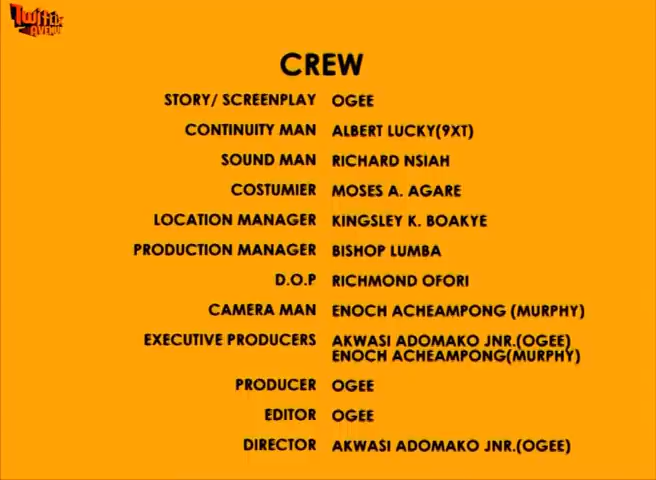 Twitflix
Avenue
CREW
STORY/ SCREENPLAY OGEE
CONTINUITY MAN ALBERT LUCKY(9XT)
SOUND MAN RICHARD NSIAH
COSTUMIER MOSES A. AGARE
LOCATION MANAGER KINGSLEY K. BOAKYE
PRODUCTION MANAGER BISHOP LUMBA
D.O.P RICHMOND OFORI
CAMERA MAN ENOCH ACHEAMPONG (MURPHY)
EXECUTIVE PRODUCERS AKWASI ADOMAKO JNR.(OGEE)
ENOCH ACHEAMPONG(MURPHY)
PRODUCER OGEE
EDITOR OGEE
DIRECTOR AKWASI ADOMAKO JNR.(OGEE)